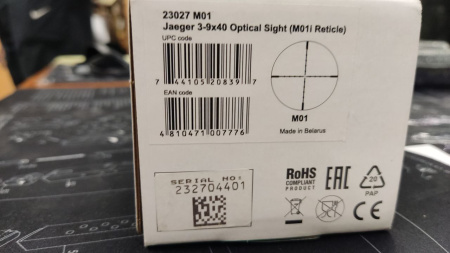 23027 M01
Jaeger 3-9x40 Optical Sight (M01i Reticle)
UPC code
7 44105 20839 7
EAN code
4 810471 007776
M01
Made in Belarus
SERIAL NO:
232704401
RoHS
COMPLIANT
PRODUCT
EAC
20
PAP
CE